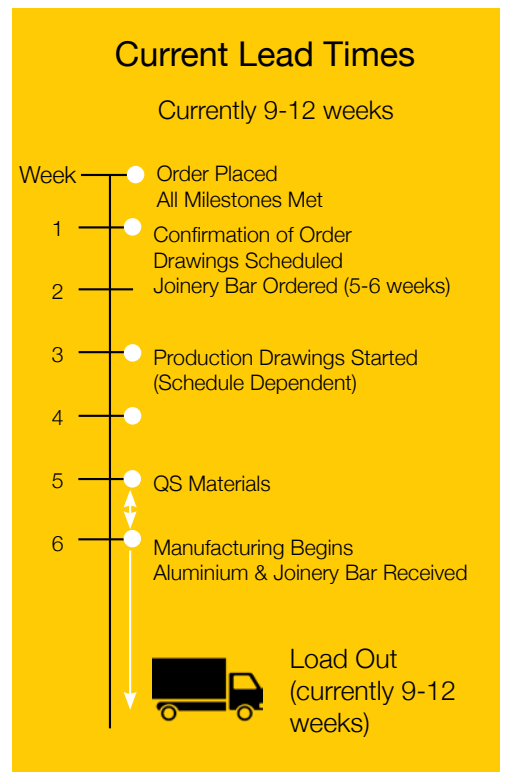 Current Lead Times
Currently 9-12 weeks
Week
Order Placed
All Milestones Met
1
Confirmation of Order
Drawings Scheduled
2
Joinery Bar Ordered (5-6 weeks)
3
Production Drawings Started
(Schedule Dependent)
4
5
QS Materials
6
Manufacturing Begins
Aluminium & Joinery Bar Received
Load Out
(currently 9-12
weeks)